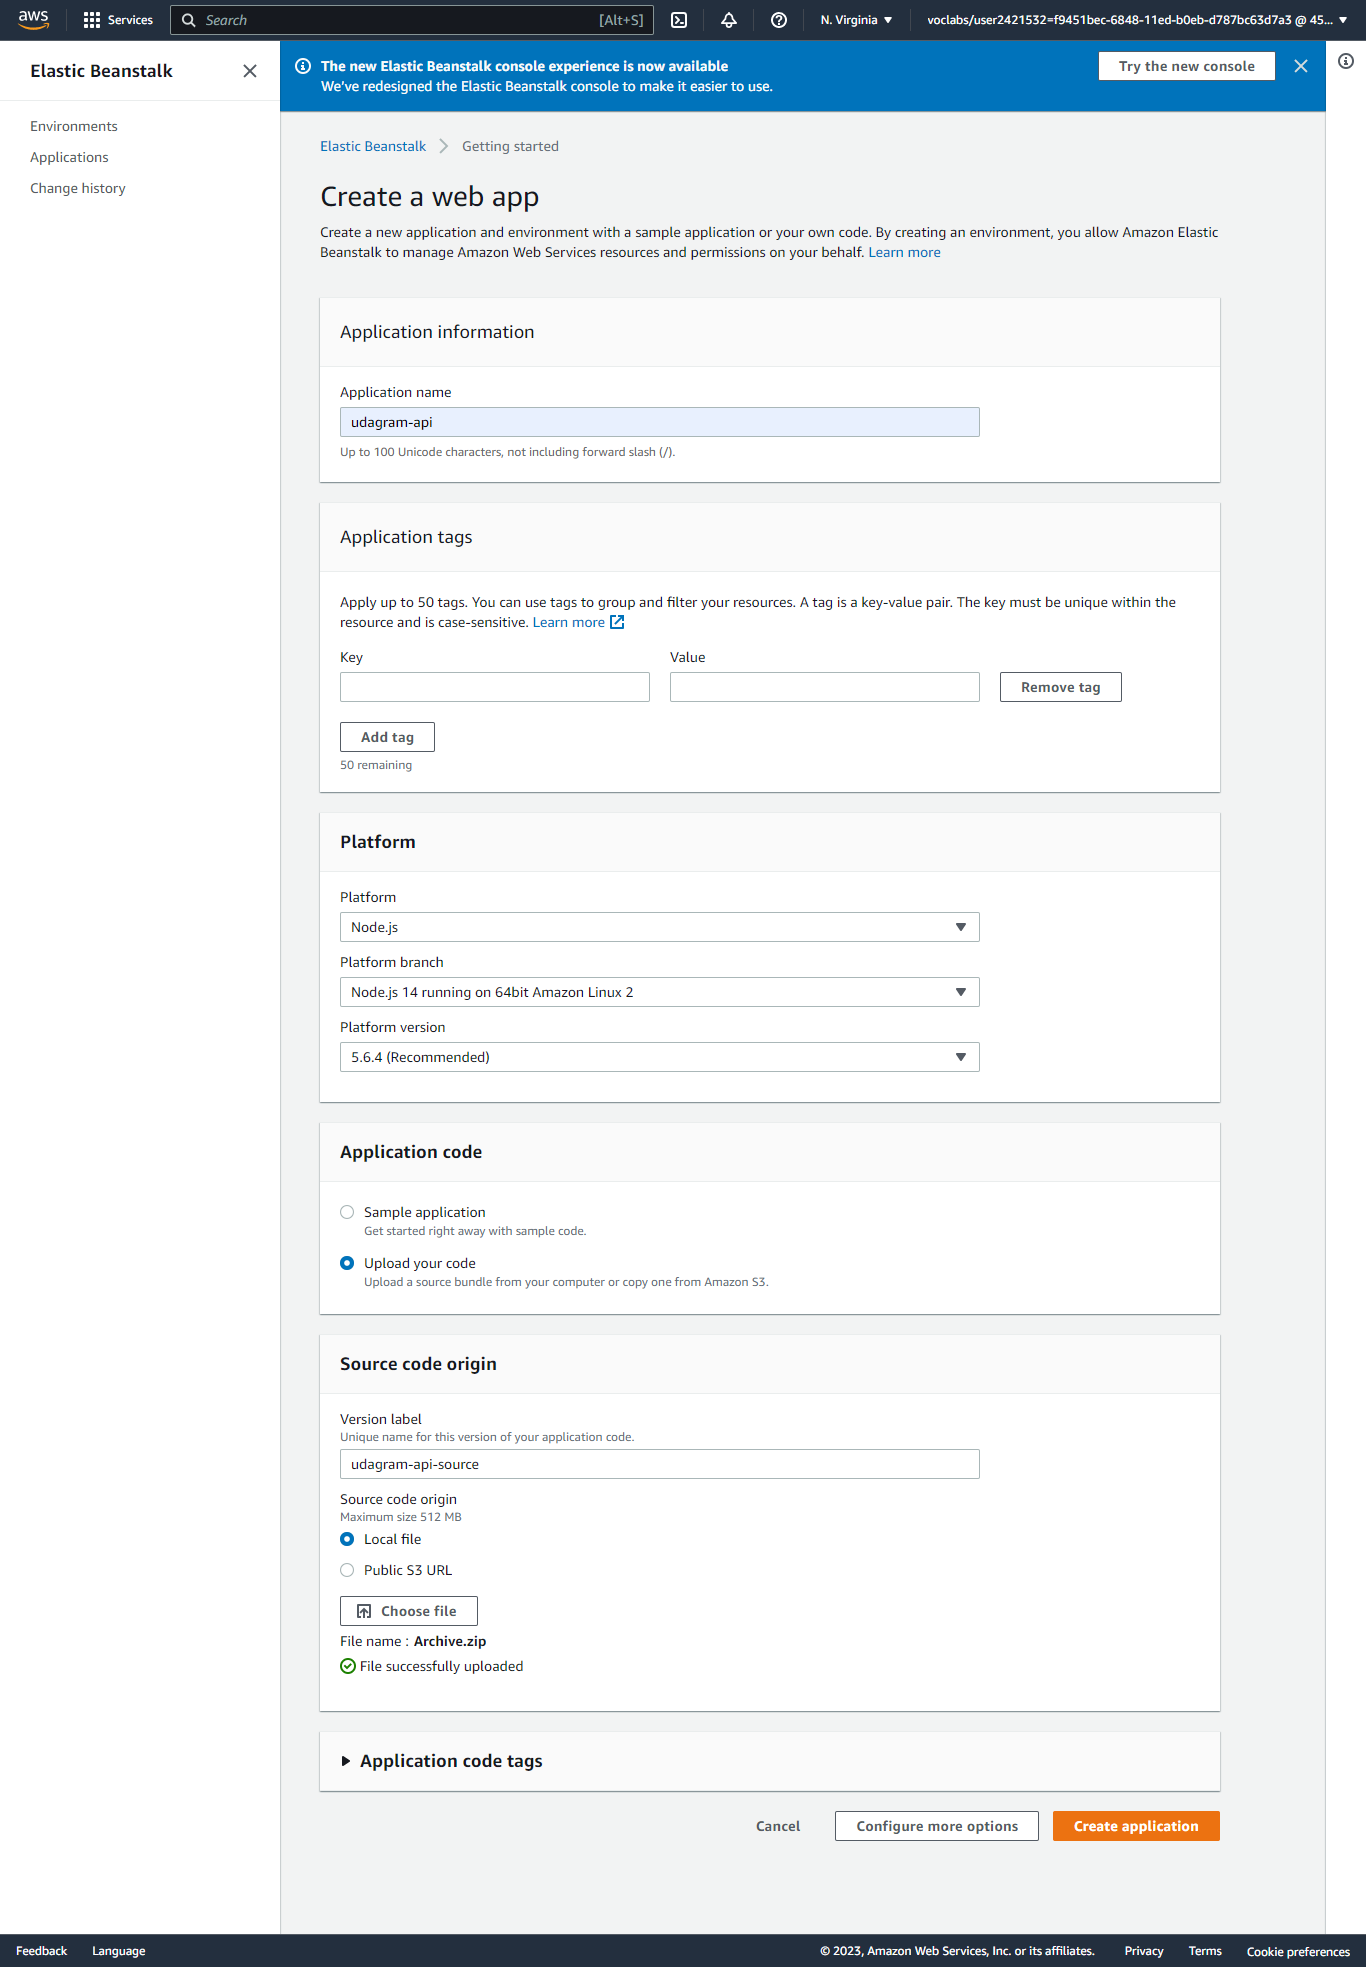 aws
Services
Search
[Alt+S]
N. Virginia
voclabs/user2421532=f9451bec-6848-11ed-b0eb-d787bc63d7a3 @ 45...
Elastic Beanstalk
Environments
Applications
Change history
The new Elastic Beanstalk console experience is now available
We've redesigned the Elastic Beanstalk console to make it easier to use.
Try the new console
Elastic Beanstalk
Getting started
Create a web app
Create a new application and environment with a sample application or your own code. By creating an environment, you allow Amazon Elastic
Beanstalk to manage Amazon Web Services resources and permissions on your behalf. Learn more
Application information
Application name
udagram-api
Up to 100 Unicode characters, not including forward slash (/).
Application tags
Apply up to 50 tags. You can use tags to group and filter your resources. A tag is a key-value pair. The key must be unique within the
resource and is case-sensitive. Learn more
Key
Value
Remove tag
Add tag
50 remaining
Platform
Platform
Node.js
Platform branch
Node.js 14 running on 64bit Amazon Linux 2
Platform version
5.6.4 (Recommended)
Application code
Sample application
Get started right away with sample code.
Upload your code
Upload a source bundle from your computer or copy one from Amazon S3.
Source code origin
Version label
Unique name for this version of your application code.
udagram-api-source
Source code origin
Maximum size 512 MB
Local file
Public S3 URL
Choose file
File name : Archive.zip
File successfully uploaded
Application code tags
Cancel
Configure more options
Create application
Feedback
Language
© 2023, Amazon Web Services, Inc. or its affiliates.
Privacy
Terms
Cookie preferences